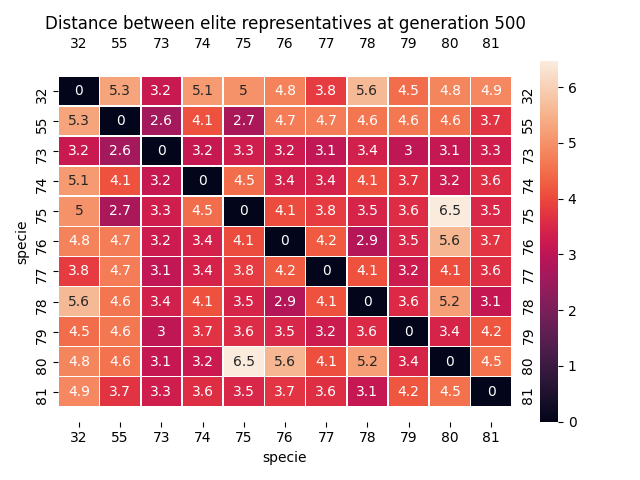 Distance between elite representatives at generation 500
32 55 73 74 75 76 77 78 79 80 81
32 0 5.3 3.2 5.1 5 4.8 3.8 5.6 4.5 4.8 4.9 32
55 5.3 0 2.6 4.1 2.7 4.7 4.7 4.6 4.6 4.6 3.7 55
73 3.2 2.6 0 3.2 3.3 3.2 3.1 3.4 3 3.1 3.3 73
74 5.1 4.1 3.2 0 4.5 3.4 3.4 4.1 3.7 3.2 3.6 74
75 5 2.7 3.3 4.5 0 4.1 3.8 3.5 3.6 6.5 3.5 75
76 4.8 4.7 3.2 3.4 4.1 0 4.2 2.9 3.5 5.6 3.7 76
77 3.8 4.7 3.1 3.4 3.8 4.2 0 4.1 3.2 4.1 3.6 77
78 5.6 4.6 3.4 4.1 3.5 2.9 4.1 0 3.6 5.2 3.1 78
79 4.5 4.6 3 3.7 3.6 3.5 3.2 3.6 0 3.4 4.2 79
80 4.8 4.6 3.1 3.2 6.5 5.6 4.1 5.2 3.4 0 4.5 80
81 4.9 3.7 3.3 3.6 3.5 3.7 3.6 3.1 4.2 4.5 0 81
32 55 73 74 75 76 77 78 79 80 81
specie
specie
6
5
4
3
2
1
0